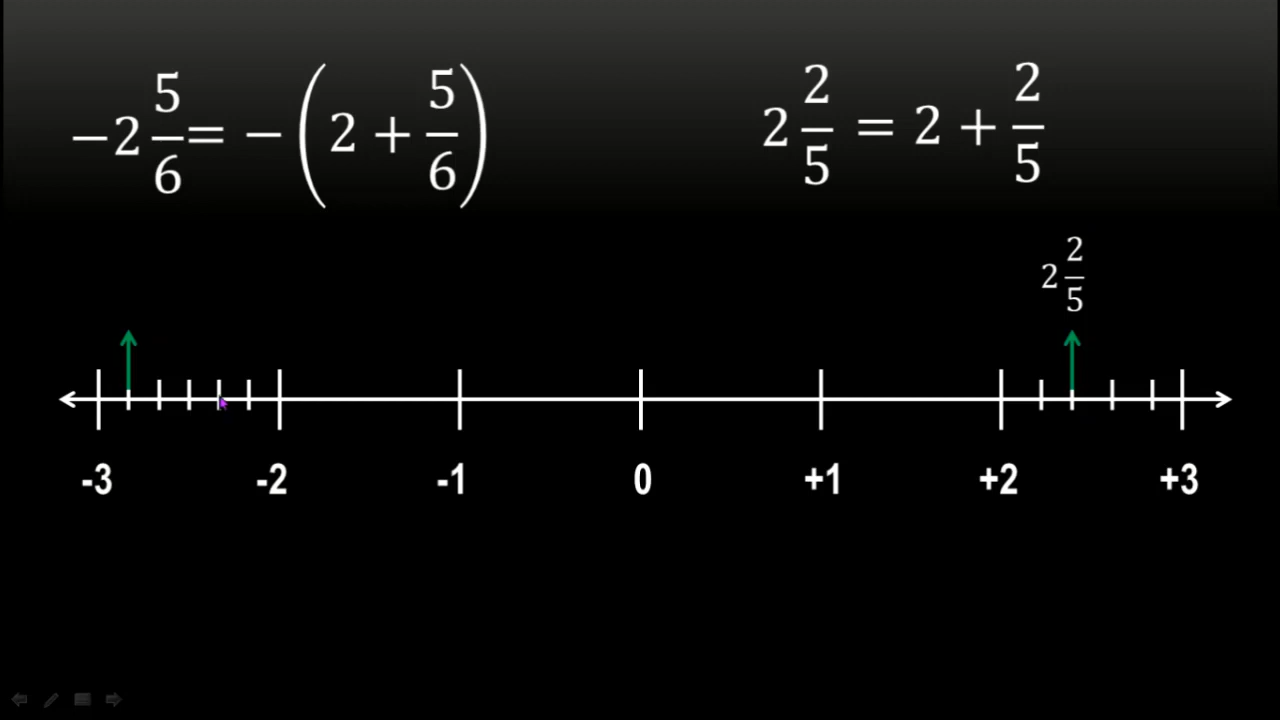 −2 5/6 = −(2 + 5/6)
2 2/5 = 2 + 2/5
2 2/5
-3 -2 -1 0 +1 +2 +3